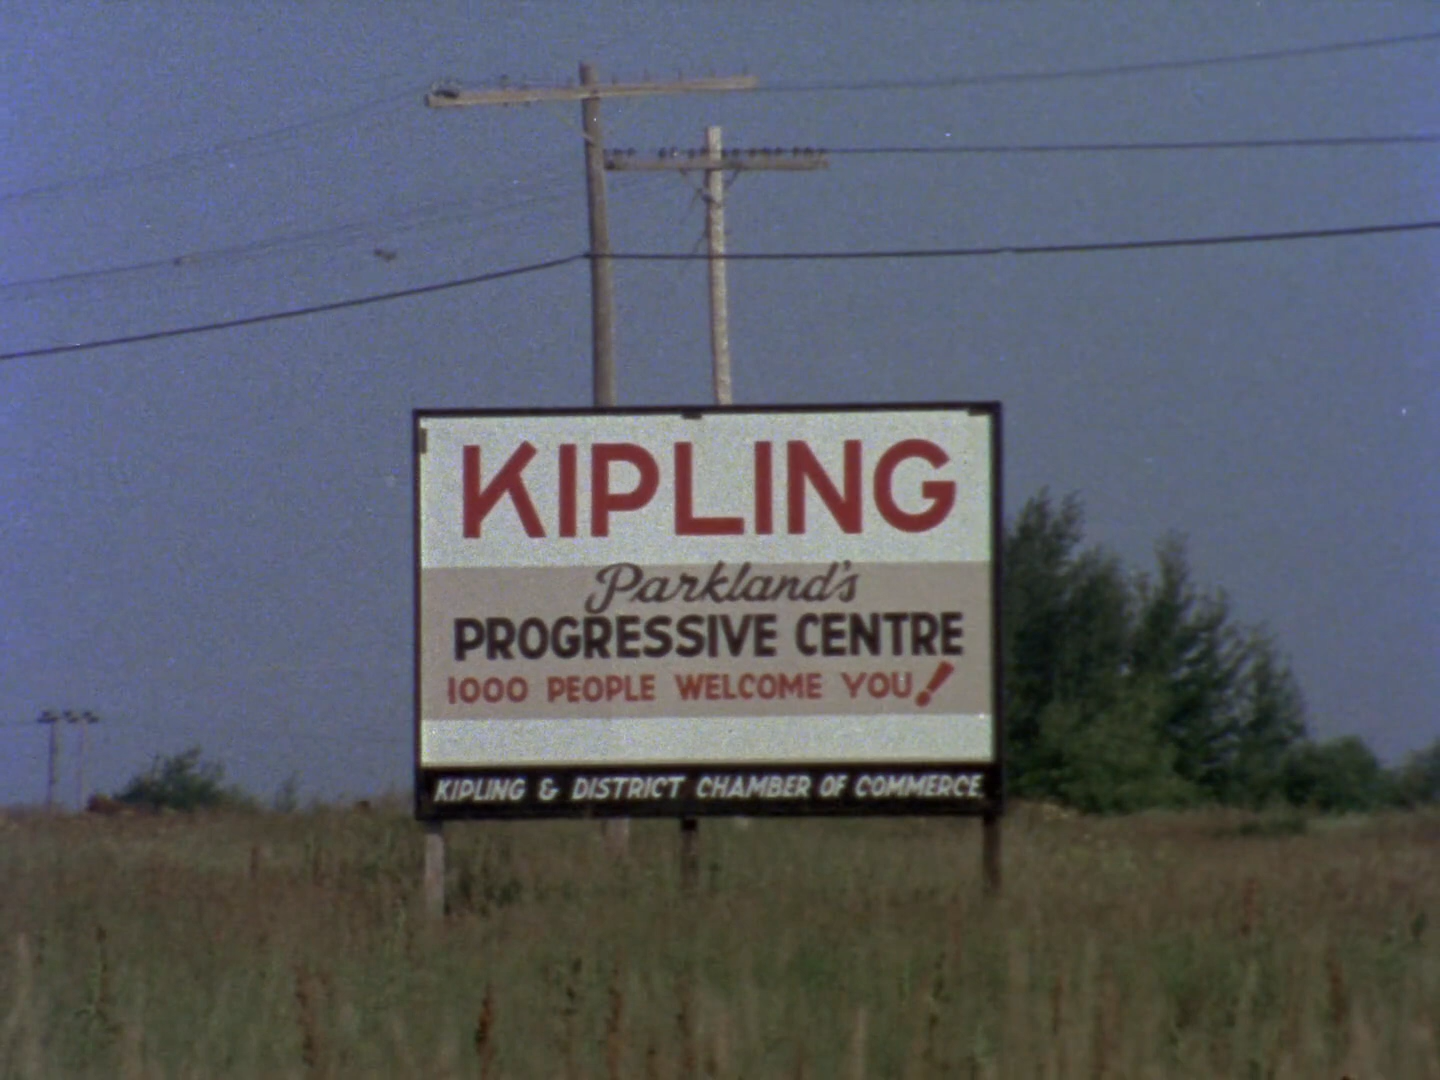 KIPLING
Parkland's
PROGRESSIVE CENTRE
1000 PEOPLE WELCOME YOU!
KIPLING & DISTRICT CHAMBER OF COMMERCE